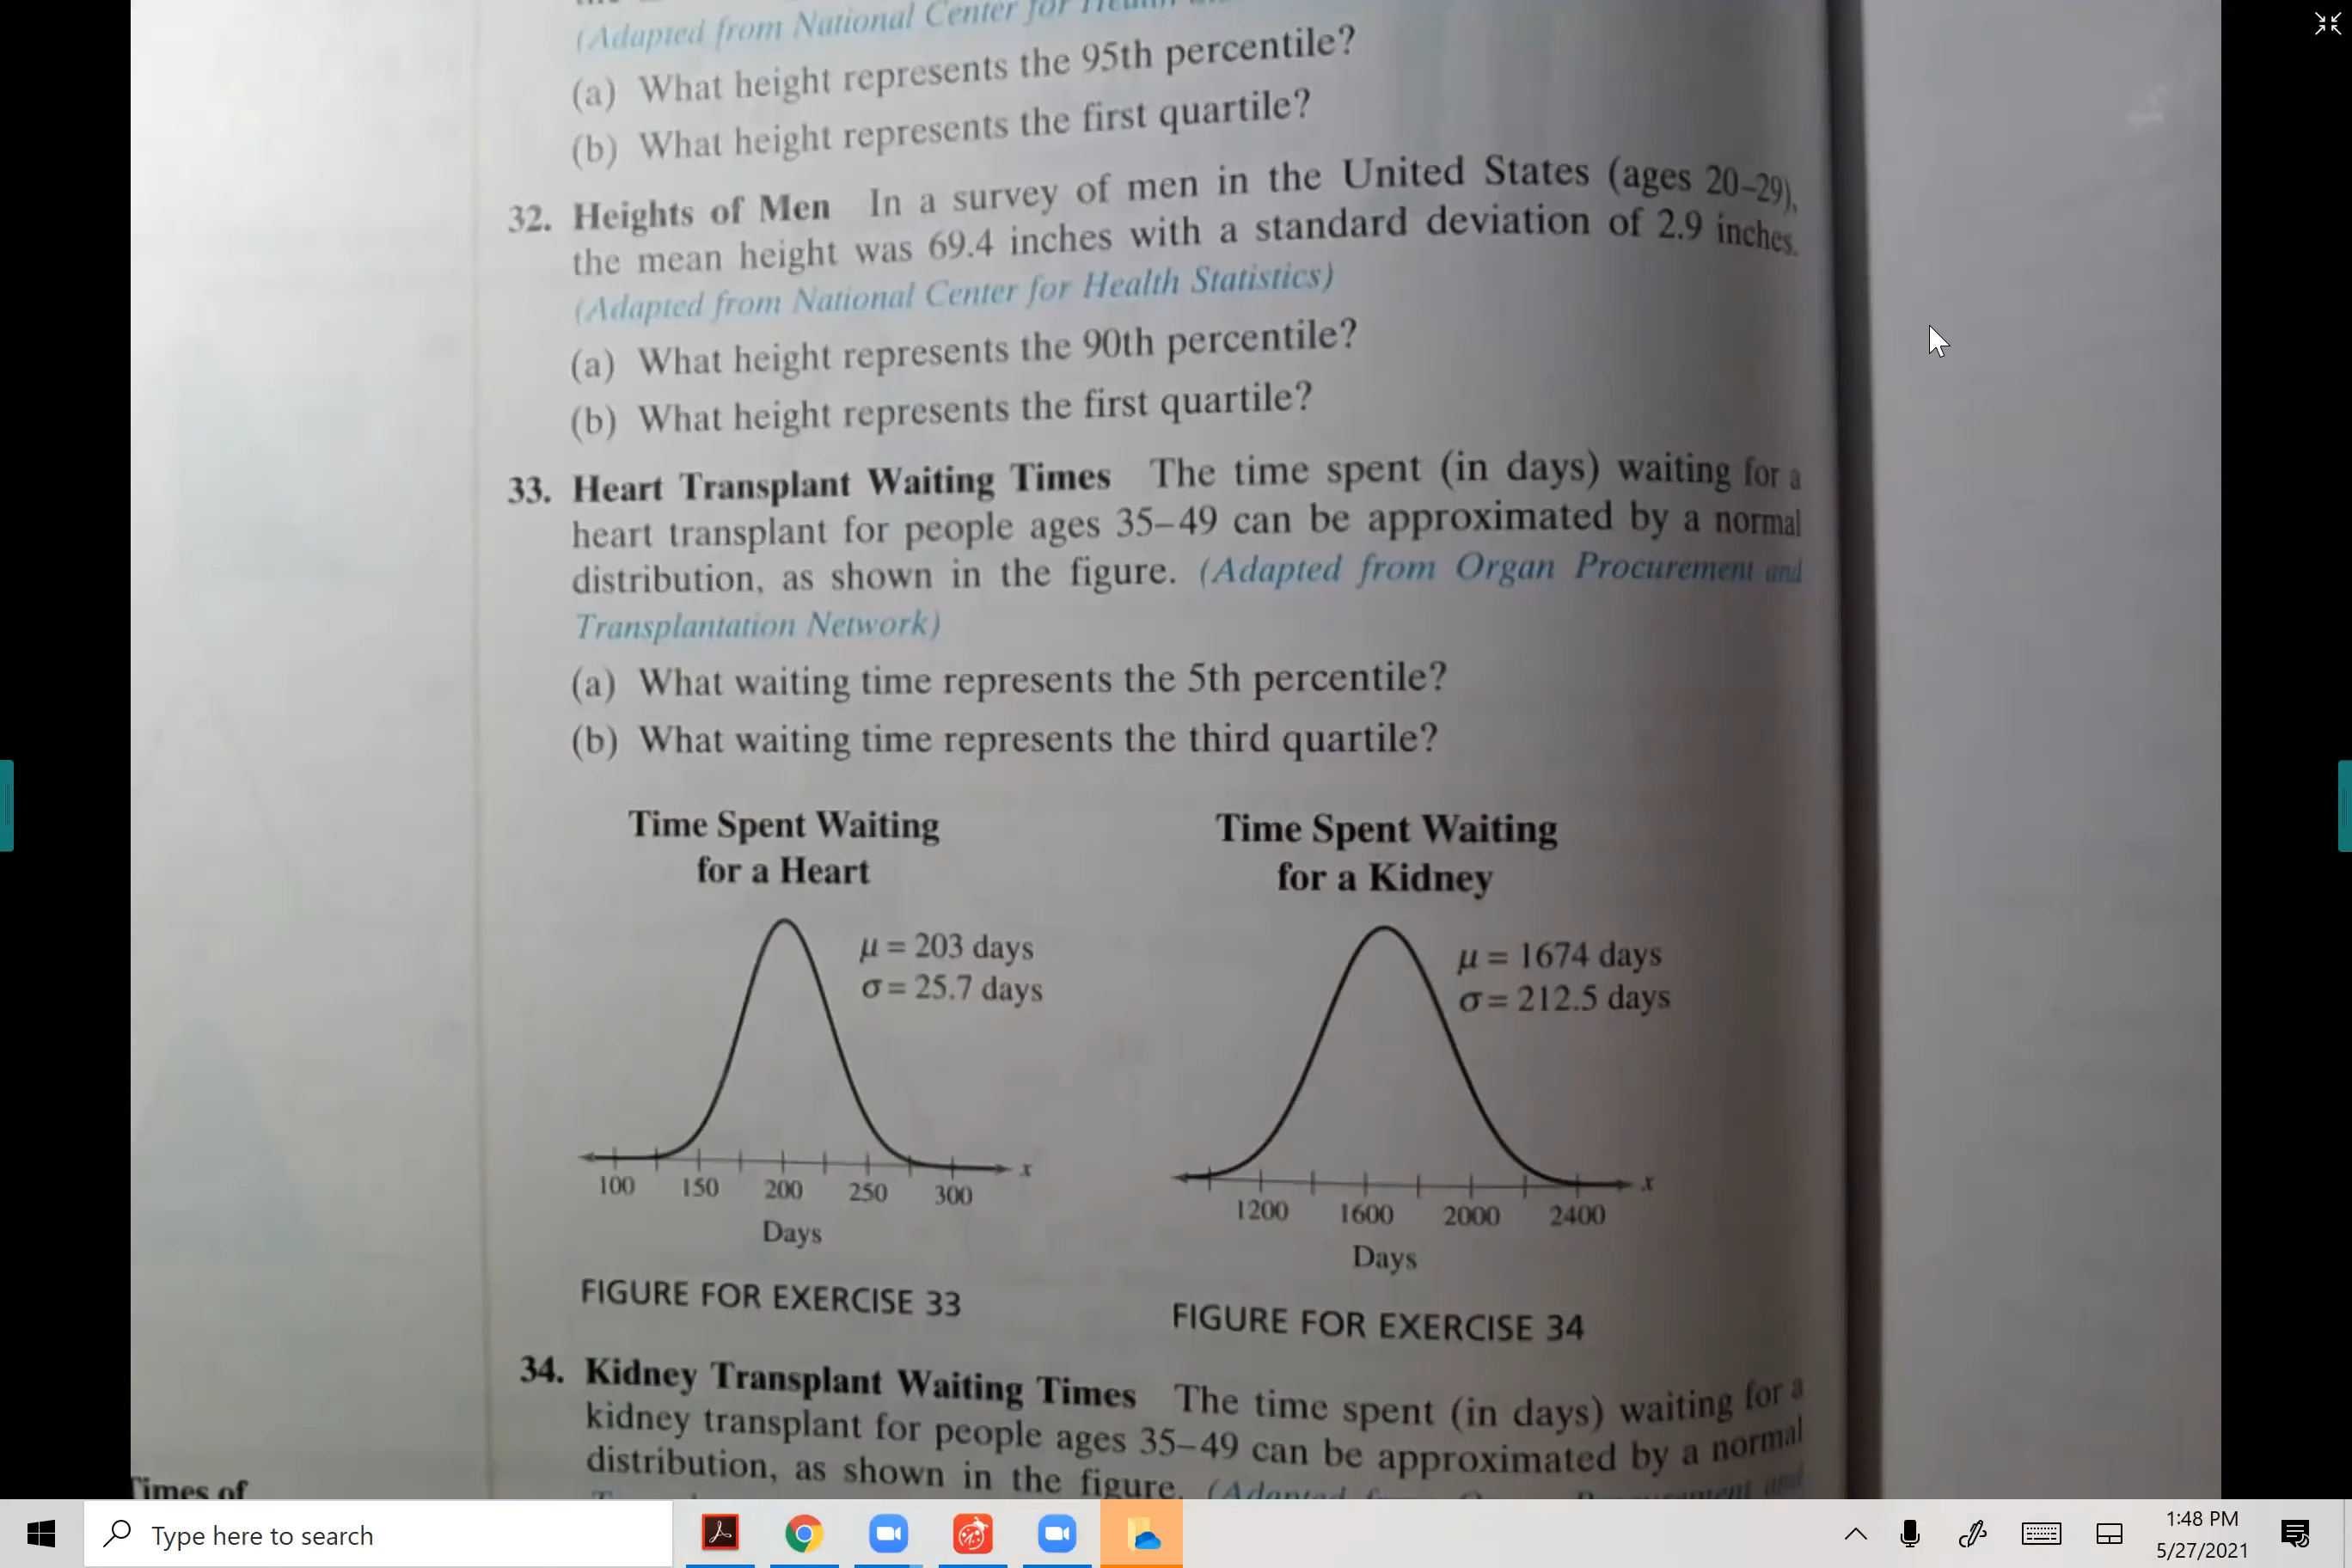 (Adapted from National Center for Health
(a) What height represents the 95th percentile?
(b) What height represents the first quartile?
32. Heights of Men In a survey of men in the United States (ages 20–29),
the mean height was 69.4 inches with a standard deviation of 2.9 inches.
(Adapted from National Center for Health Statistics)
(a) What height represents the 90th percentile?
(b) What height represents the first quartile?
33. Heart Transplant Waiting Times The time spent (in days) waiting for a
heart transplant for people ages 35–49 can be approximated by a normal
distribution, as shown in the figure. (Adapted from Organ Procurement and
Transplantation Network)
(a) What waiting time represents the 5th percentile?
(b) What waiting time represents the third quartile?
Time Spent Waiting
for a Heart
μ = 203 days
σ = 25.7 days
100 150 200 250 300
x
Days
FIGURE FOR EXERCISE 33
Time Spent Waiting
for a Kidney
μ = 1674 days
σ = 212.5 days
1200 1600 2000 2400
x
Days
FIGURE FOR EXERCISE 34
34. Kidney Transplant Waiting Times The time spent (in days) waiting for a
kidney transplant for people ages 35–49 can be approximated by a normal
distribution, as shown in the figure.
Times of
Type here to search
1:48 PM
5/27/2021